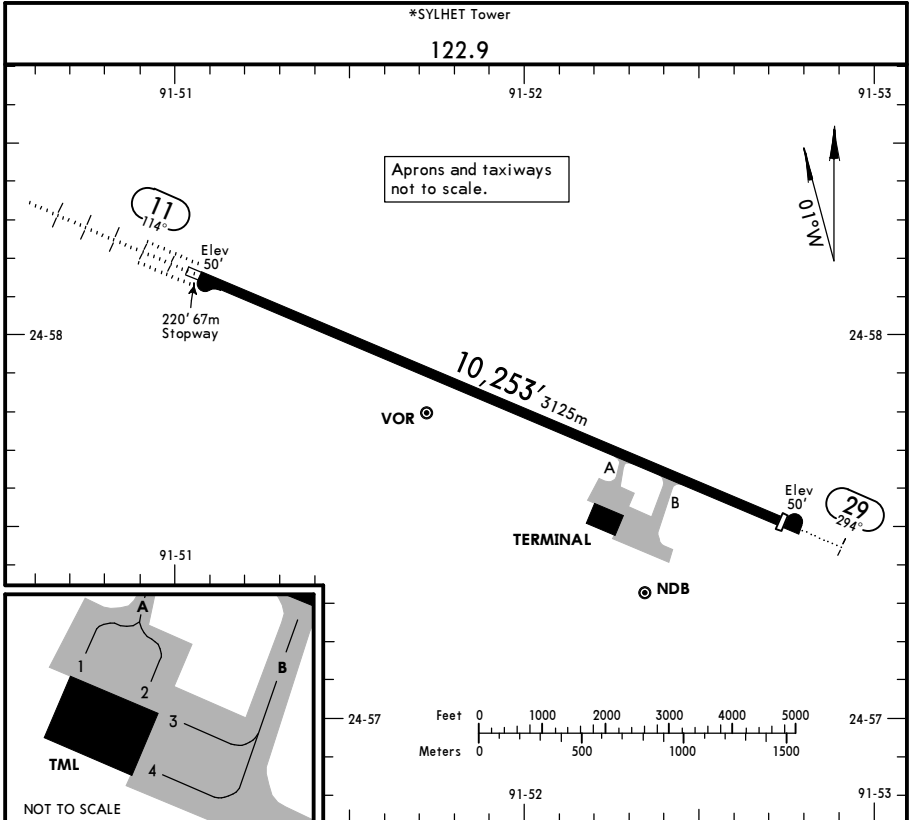 *SYLHET Tower
122.9
91-51
91-52
91-53
Aprons and taxiways
not to scale.
01°W
11
114°
Elev
50'
220' 67m
Stopway
24-58
24-58
10,253' 3125m
VOR
A
B
Elev
50'
29
294°
TERMINAL
NDB
91-51
A
1
2
B
3
4
TML
NOT TO SCALE
24-57
Feet 0 1000 2000 3000 4000 5000
Meters 0 500 1000 1500
24-57
91-52
91-53